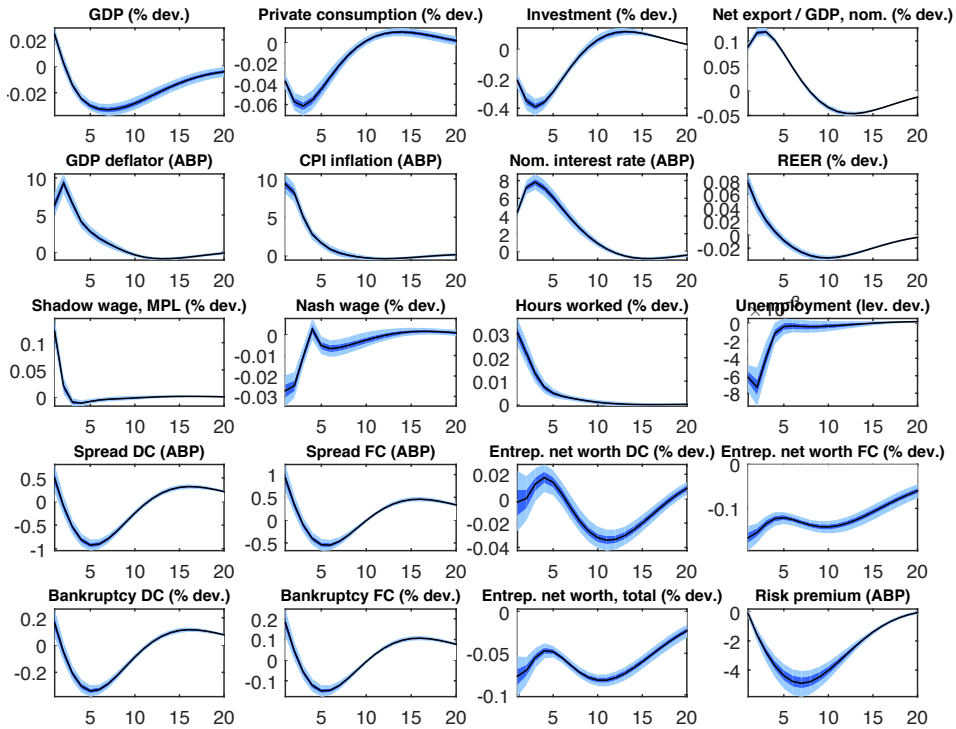 GDP (% dev.) Private consumption (% dev.) Investment (% dev.) Net export / GDP, nom. (% dev.)
0.02 0 -0.02
0 -0.02 -0.04 -0.06
0 -0.2 -0.4
0.1 0.05 0 -0.05
5 10 15 20 5 10 15 20 5 10 15 20 5 10 15 20
GDP deflator (ABP) CPI inflation (ABP) Nom. interest rate (ABP) REER (% dev.)
10 5 0
10 5 0
8 6 4 2 0
0.08 0.06 0.04 0.02 0 -0.02
5 10 15 20 5 10 15 20 5 10 15 20 5 10 15 20
Shadow wage, MPL (% dev.) Nash wage (% dev.) Hours worked (% dev.) Unemployment (lev. dev.)
0.1 0.05 0
0 -0.01 -0.02 -0.03
0.03 0.02 0.01 0
0 -2 -4 -6 -8
5 10 15 20 5 10 15 20 5 10 15 20 5 10 15 20
Spread DC (ABP) Spread FC (ABP) Entrep. net worth DC (% dev.) Entrep. net worth FC (% dev.)
0.5 0 -0.5 -1
1 0.5 0 -0.5
0.02 0 -0.02 -0.04
0 -0.1
5 10 15 20 5 10 15 20 5 10 15 20 5 10 15 20
Bankruptcy DC (% dev.) Bankruptcy FC (% dev.) Entrep. net worth, total (% dev.) Risk premium (ABP)
0.2 0 -0.2
0.2 0.1 0 -0.1
0 -0.05 -0.1
0 -2 -4
5 10 15 20 5 10 15 20 5 10 15 20 5 10 15 20